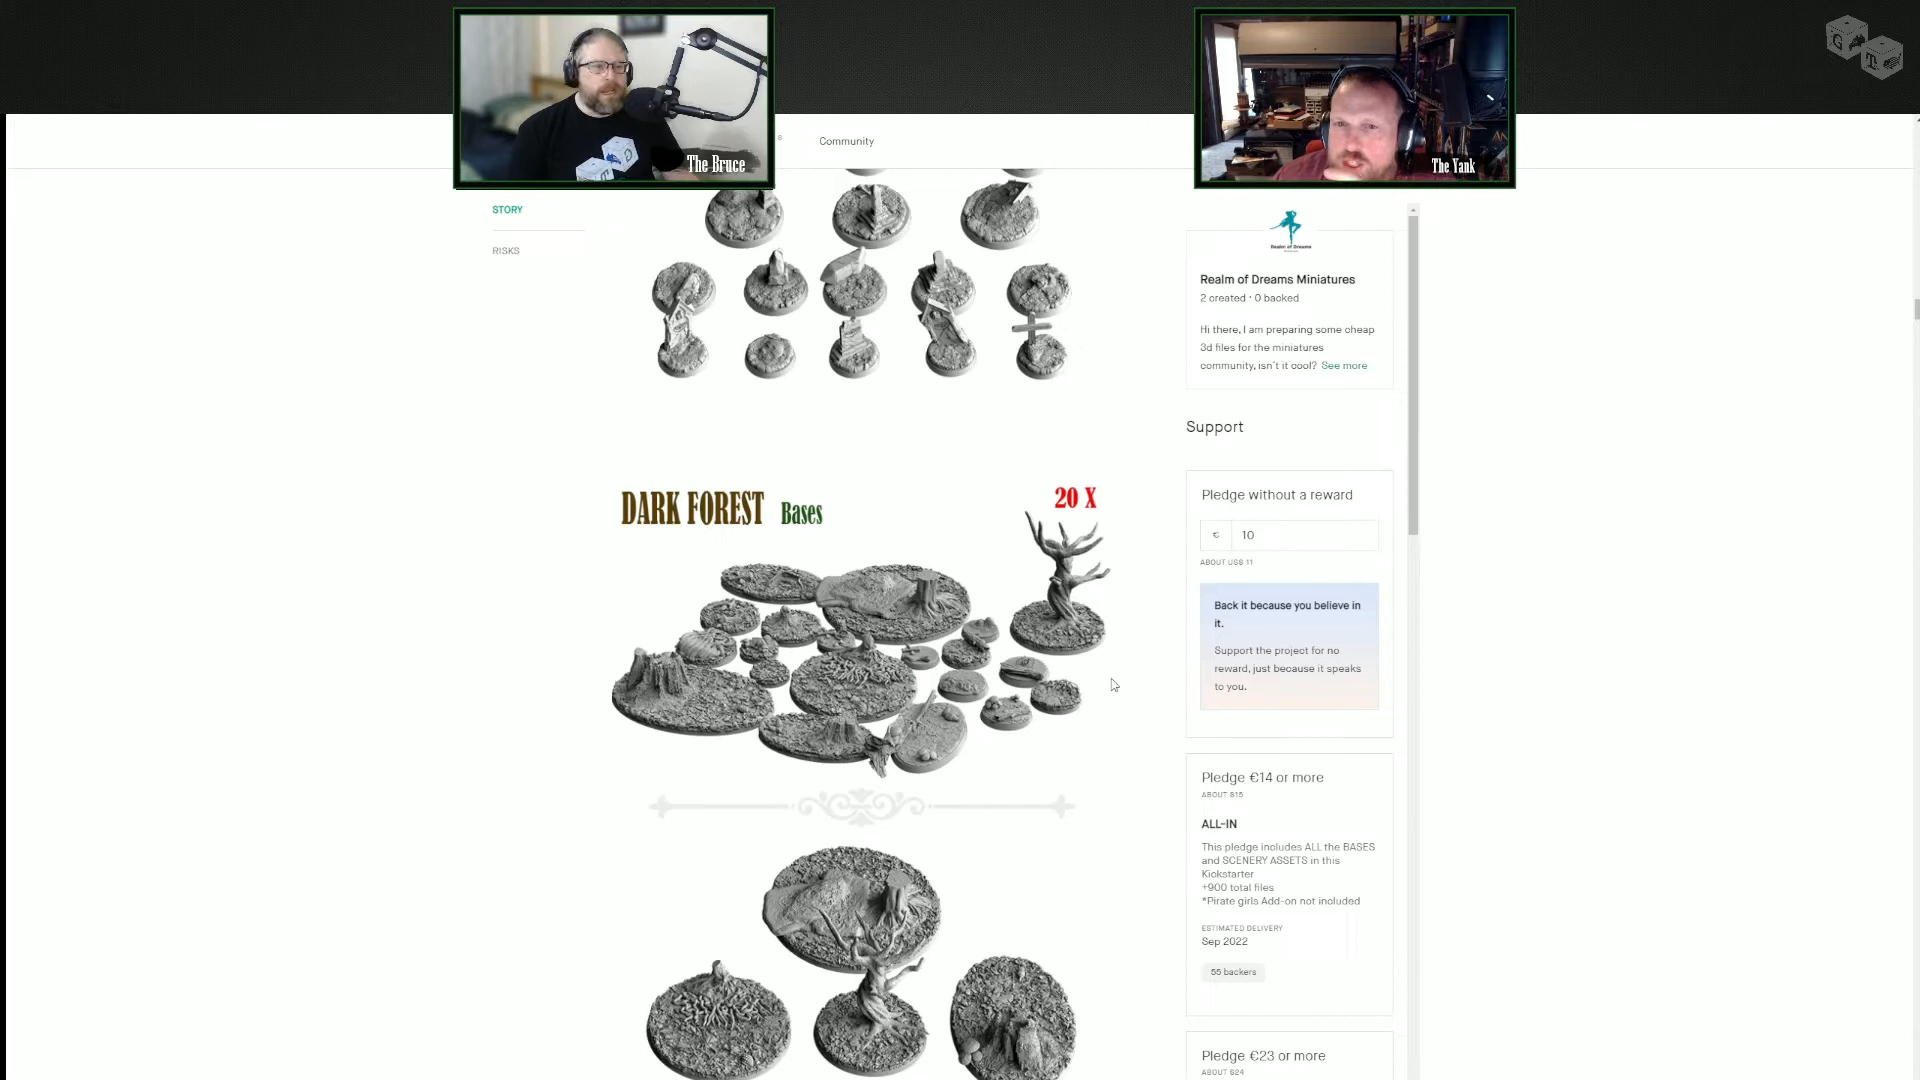 The Bruce
The Yank
G
T
Community
STORY
RISKS
Realm of Dreams
Realm of Dreams Miniatures
2 created · 0 backed
Hi there, I am preparing some cheap
3d files for the miniatures
community, isn´t it cool? See more
Support
Pledge without a reward
€ 10
ABOUT US$ 11
Back it because you believe in
it.
Support the project for no
reward, just because it speaks
to you.
DARK FOREST Bases
20 X
Pledge €14 or more
ABOUT $15
ALL-IN
This pledge includes ALL the BASES
and SCENERY ASSETS in this
Kickstarter
+900 total files
*Pirate girls Add-on not included
ESTIMATED DELIVERY
Sep 2022
55 backers
Pledge €23 or more
ABOUT $24